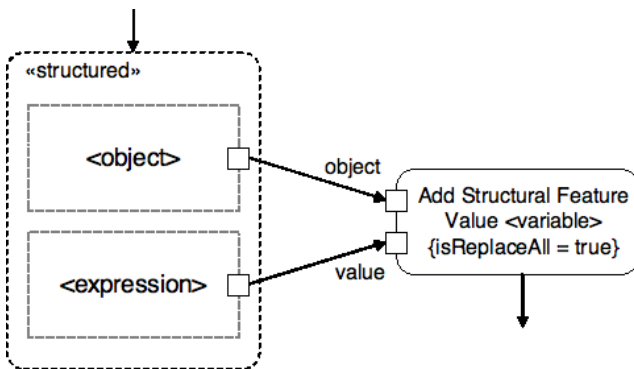 «structured»
<object>
object
Add Structural Feature
Value <variable>
{isReplaceAll = true}
<expression>
value